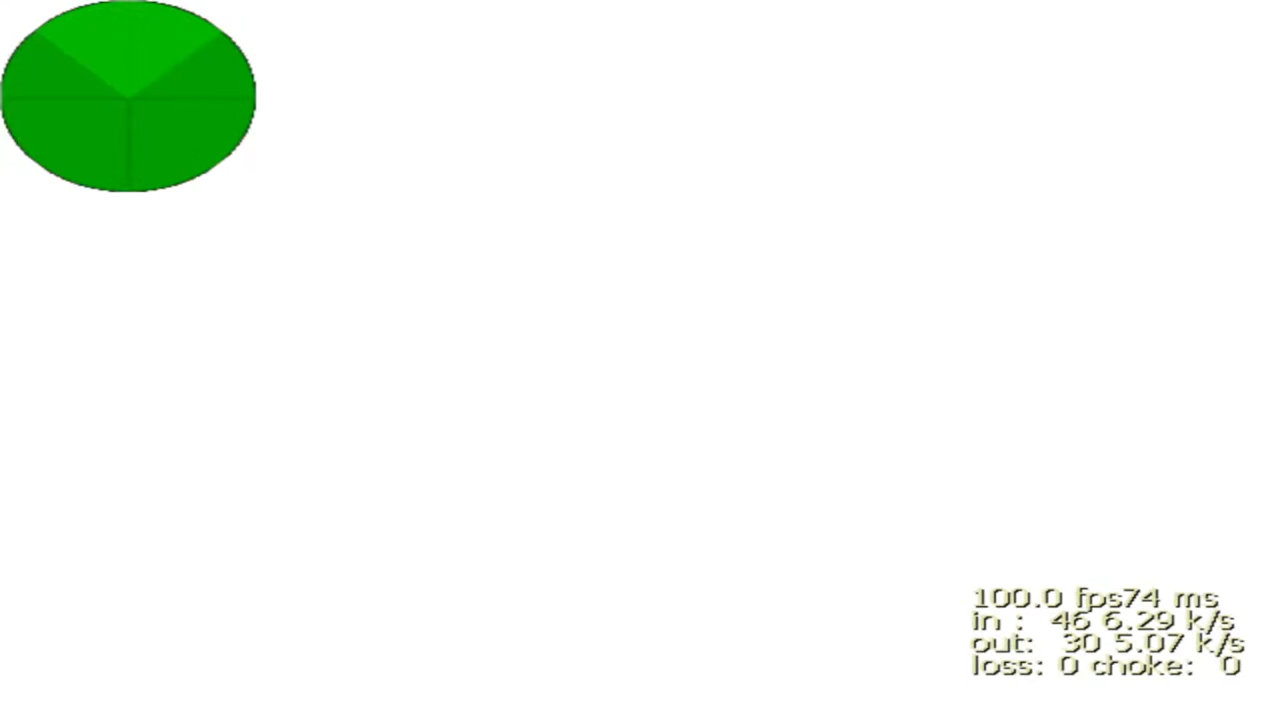 100.0 fps74 ms
in :  46 6.29 k/s
out:  30 5.07 k/s
loss: 0 choke:  0